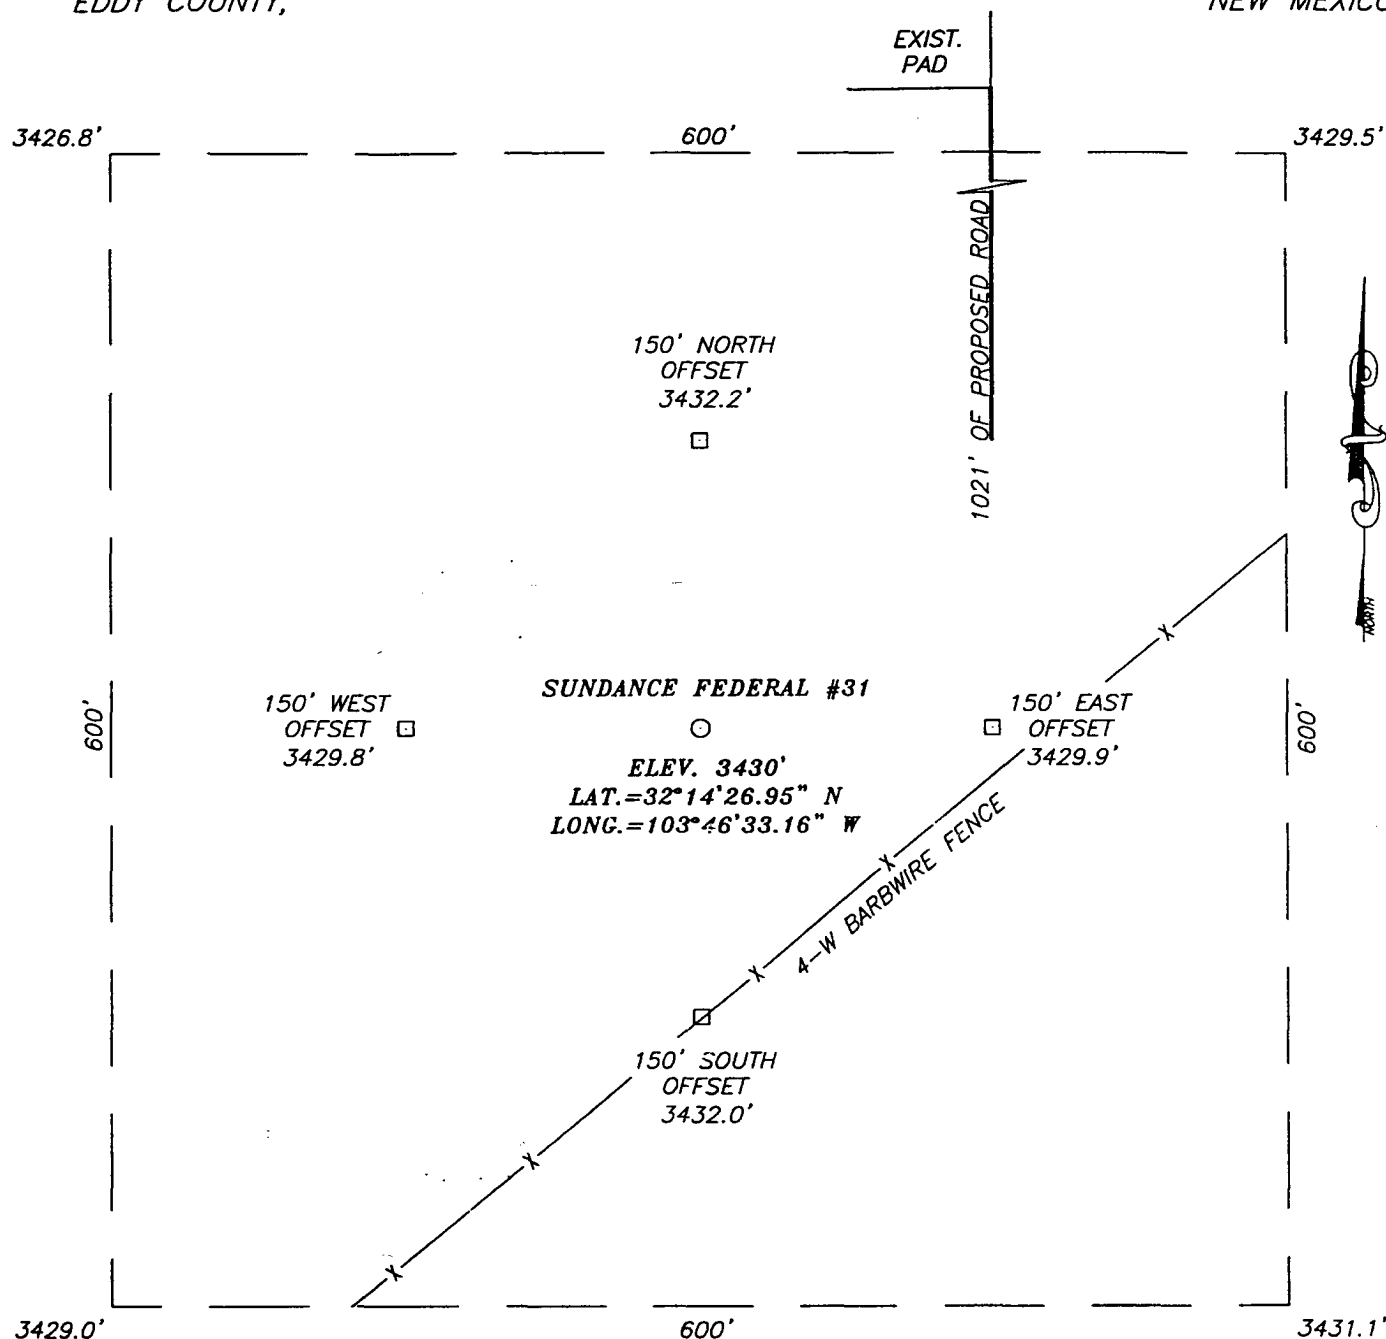 EDDY COUNTY,
NEW MEXICO
EXIST.
PAD
3426.8'
600'
3429.5'
1021' OF PROPOSED ROAD
150' NORTH
OFFSET
3432.2'
NORTH
SUNDANCE FEDERAL #31
150' WEST
OFFSET
3429.8'
150' EAST
OFFSET
3429.9'
600'
600'
ELEV. 3430'
LAT.=32°14'26.95" N
LONG.=103°46'33.16" W
4-W BARBWIRE FENCE
150' SOUTH
OFFSET
3432.0'
3429.0'
600'
3431.1'